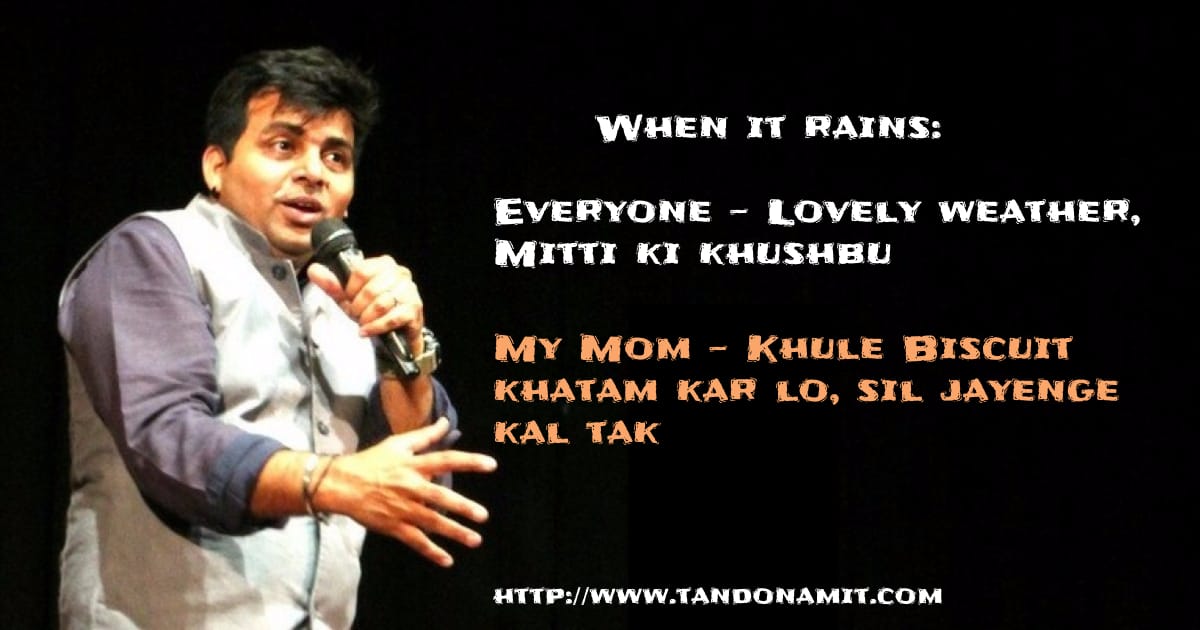 When it rains:
Everyone - Lovely weather,
Mitti ki khushbu
My Mom - Khule Biscuit
khatam kar lo, sil jayenge
kal tak
http://www.tandonamit.com